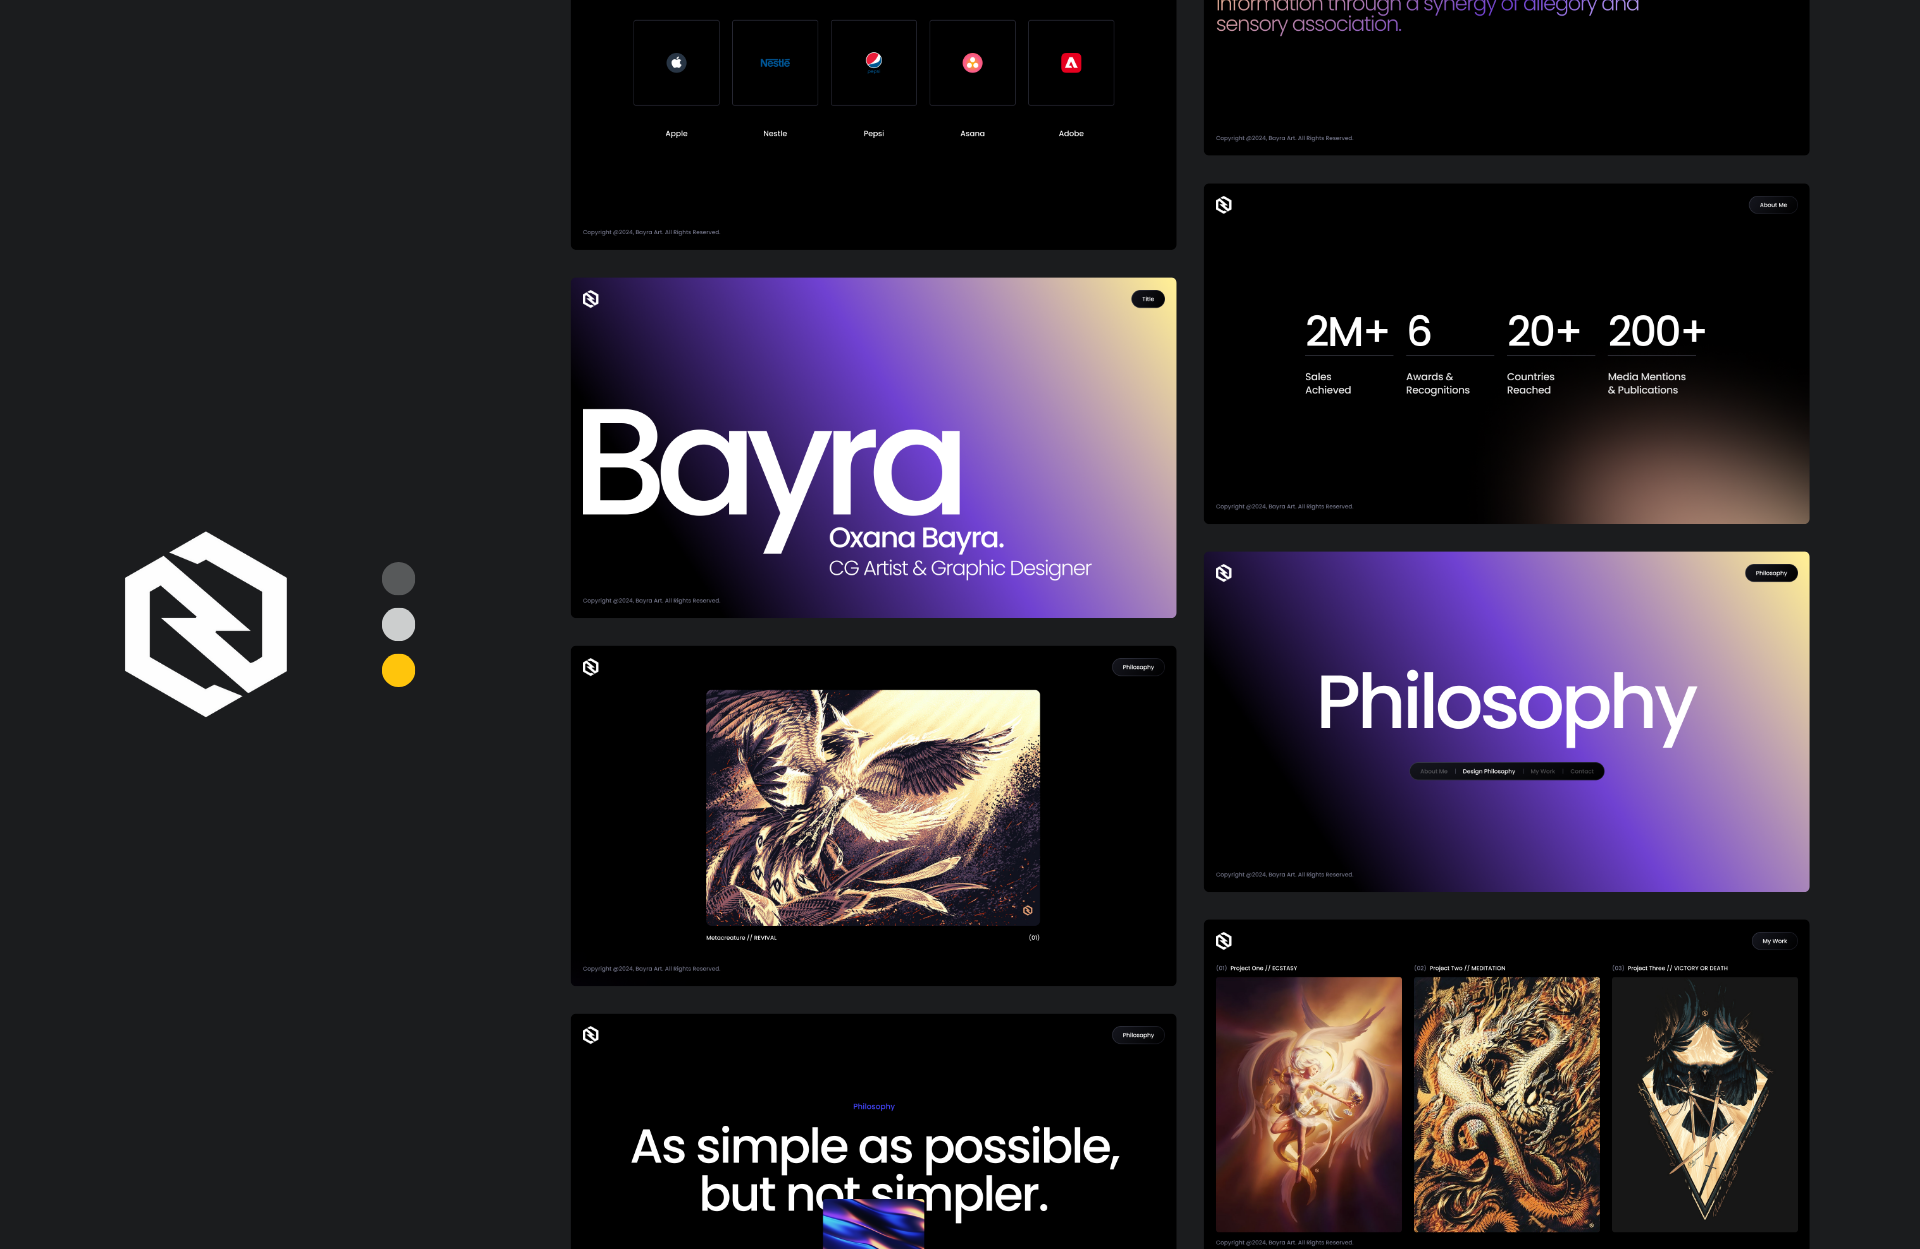 Nestlé
pepsi
Apple
Nestle
Pepsi
Asana
Adobe
Copyright @2024, Bayra Art. All Rights Reserved.
Title
Bayra
Oxana Bayra.
CG Artist & Graphic Designer
Copyright @2024, Bayra Art. All Rights Reserved.
Philosophy
Metacreature // REVIVAL
(01)
Copyright @2024, Bayra Art. All Rights Reserved.
Philosophy
Philosophy
As simple as possible,
but not simpler.
information through a synergy of allegory and
sensory association.
Copyright @2024, Bayra Art. All Rights Reserved.
About Me
2M+
Sales
Achieved
6
Awards &
Recognitions
20+
Countries
Reached
200+
Media Mentions
& Publications
Copyright @2024, Bayra Art. All Rights Reserved.
Philosophy
Philosophy
About Me | Design Philosophy | My Work | Contact
Copyright @2024, Bayra Art. All Rights Reserved.
My Work
(01) Project One // ECSTASY
(02) Project Two // MEDITATION
(03) Project Three // VICTORY OR DEATH
Copyright @2024, Bayra Art. All Rights Reserved.